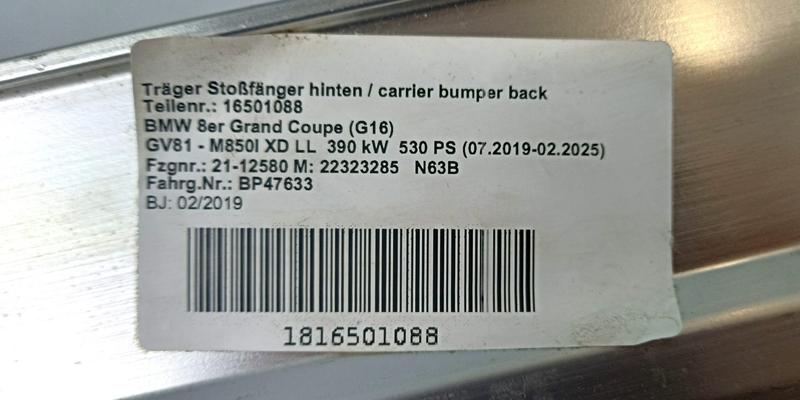 Träger Stoßfänger hinten / carrier bumper back
Teilenr.: 16501088
BMW 8er Grand Coupe (G16)
GV81 - M850I XD LL 390 kW 530 PS (07.2019-02.2025)
Fzgnr.: 21-12580 M: 22323285 N63B
Fahrg.Nr.: BP47633
BJ: 02/2019
1816501088